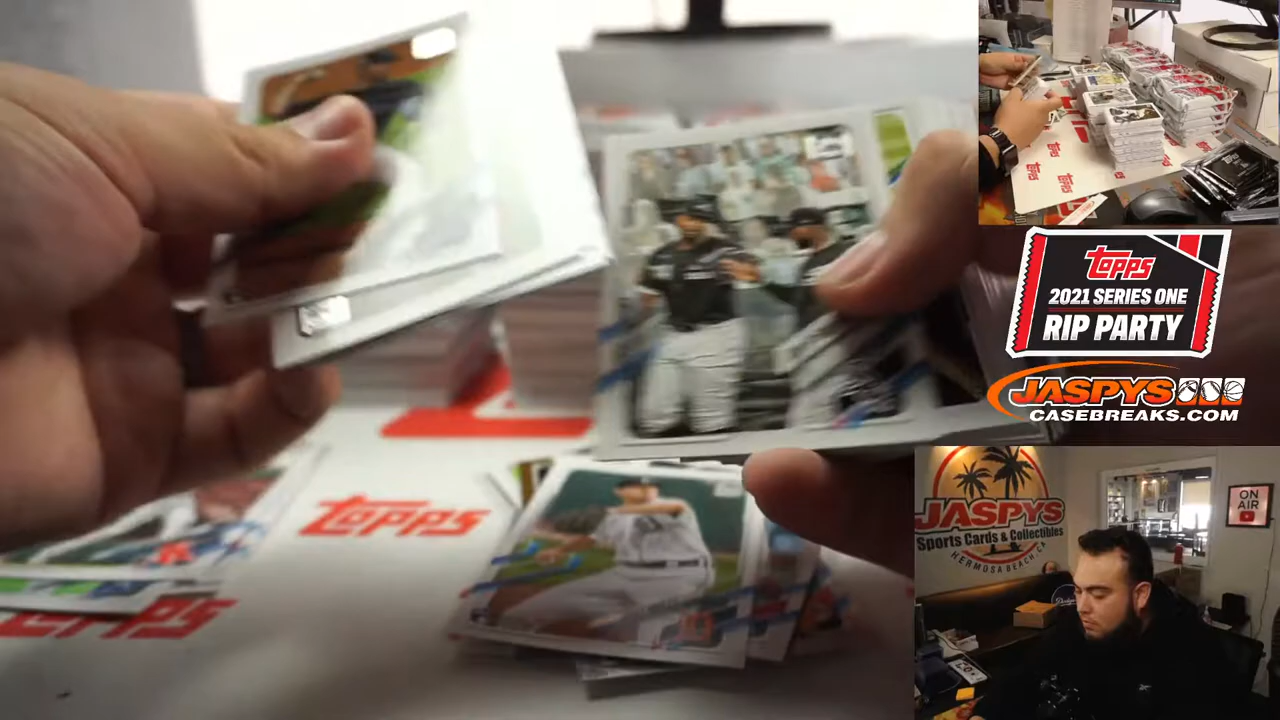 topps
2021 SERIES ONE
RIP PARTY
JASPYS
CASEBREAKS.COM
JASPYS
Sports Cards & Collectibles
HERMOSA BEACH, CA
ON
AIR
TOPPS
TOPPS